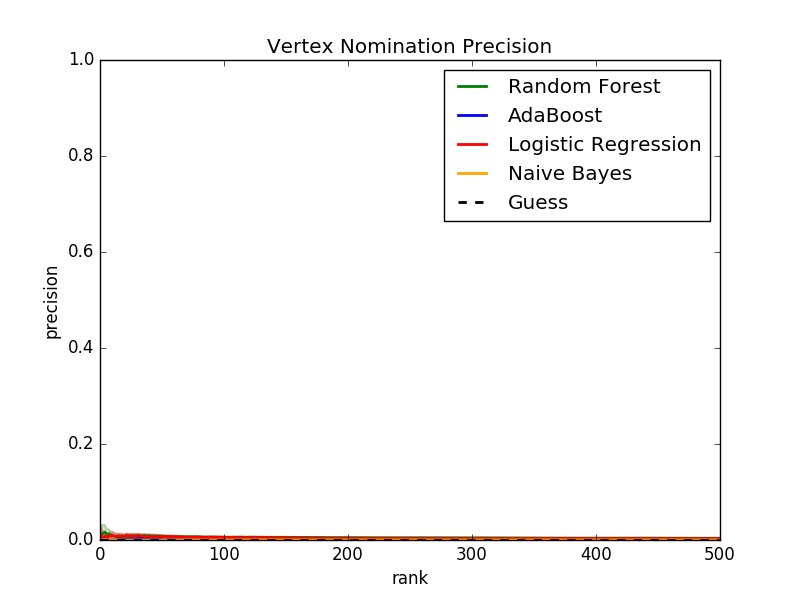 Vertex Nomination Precision
1.0
0.8
0.6
0.4
0.2
0.0
precision
Random Forest
AdaBoost
Logistic Regression
Naive Bayes
Guess
0 100 200 300 400 500
rank